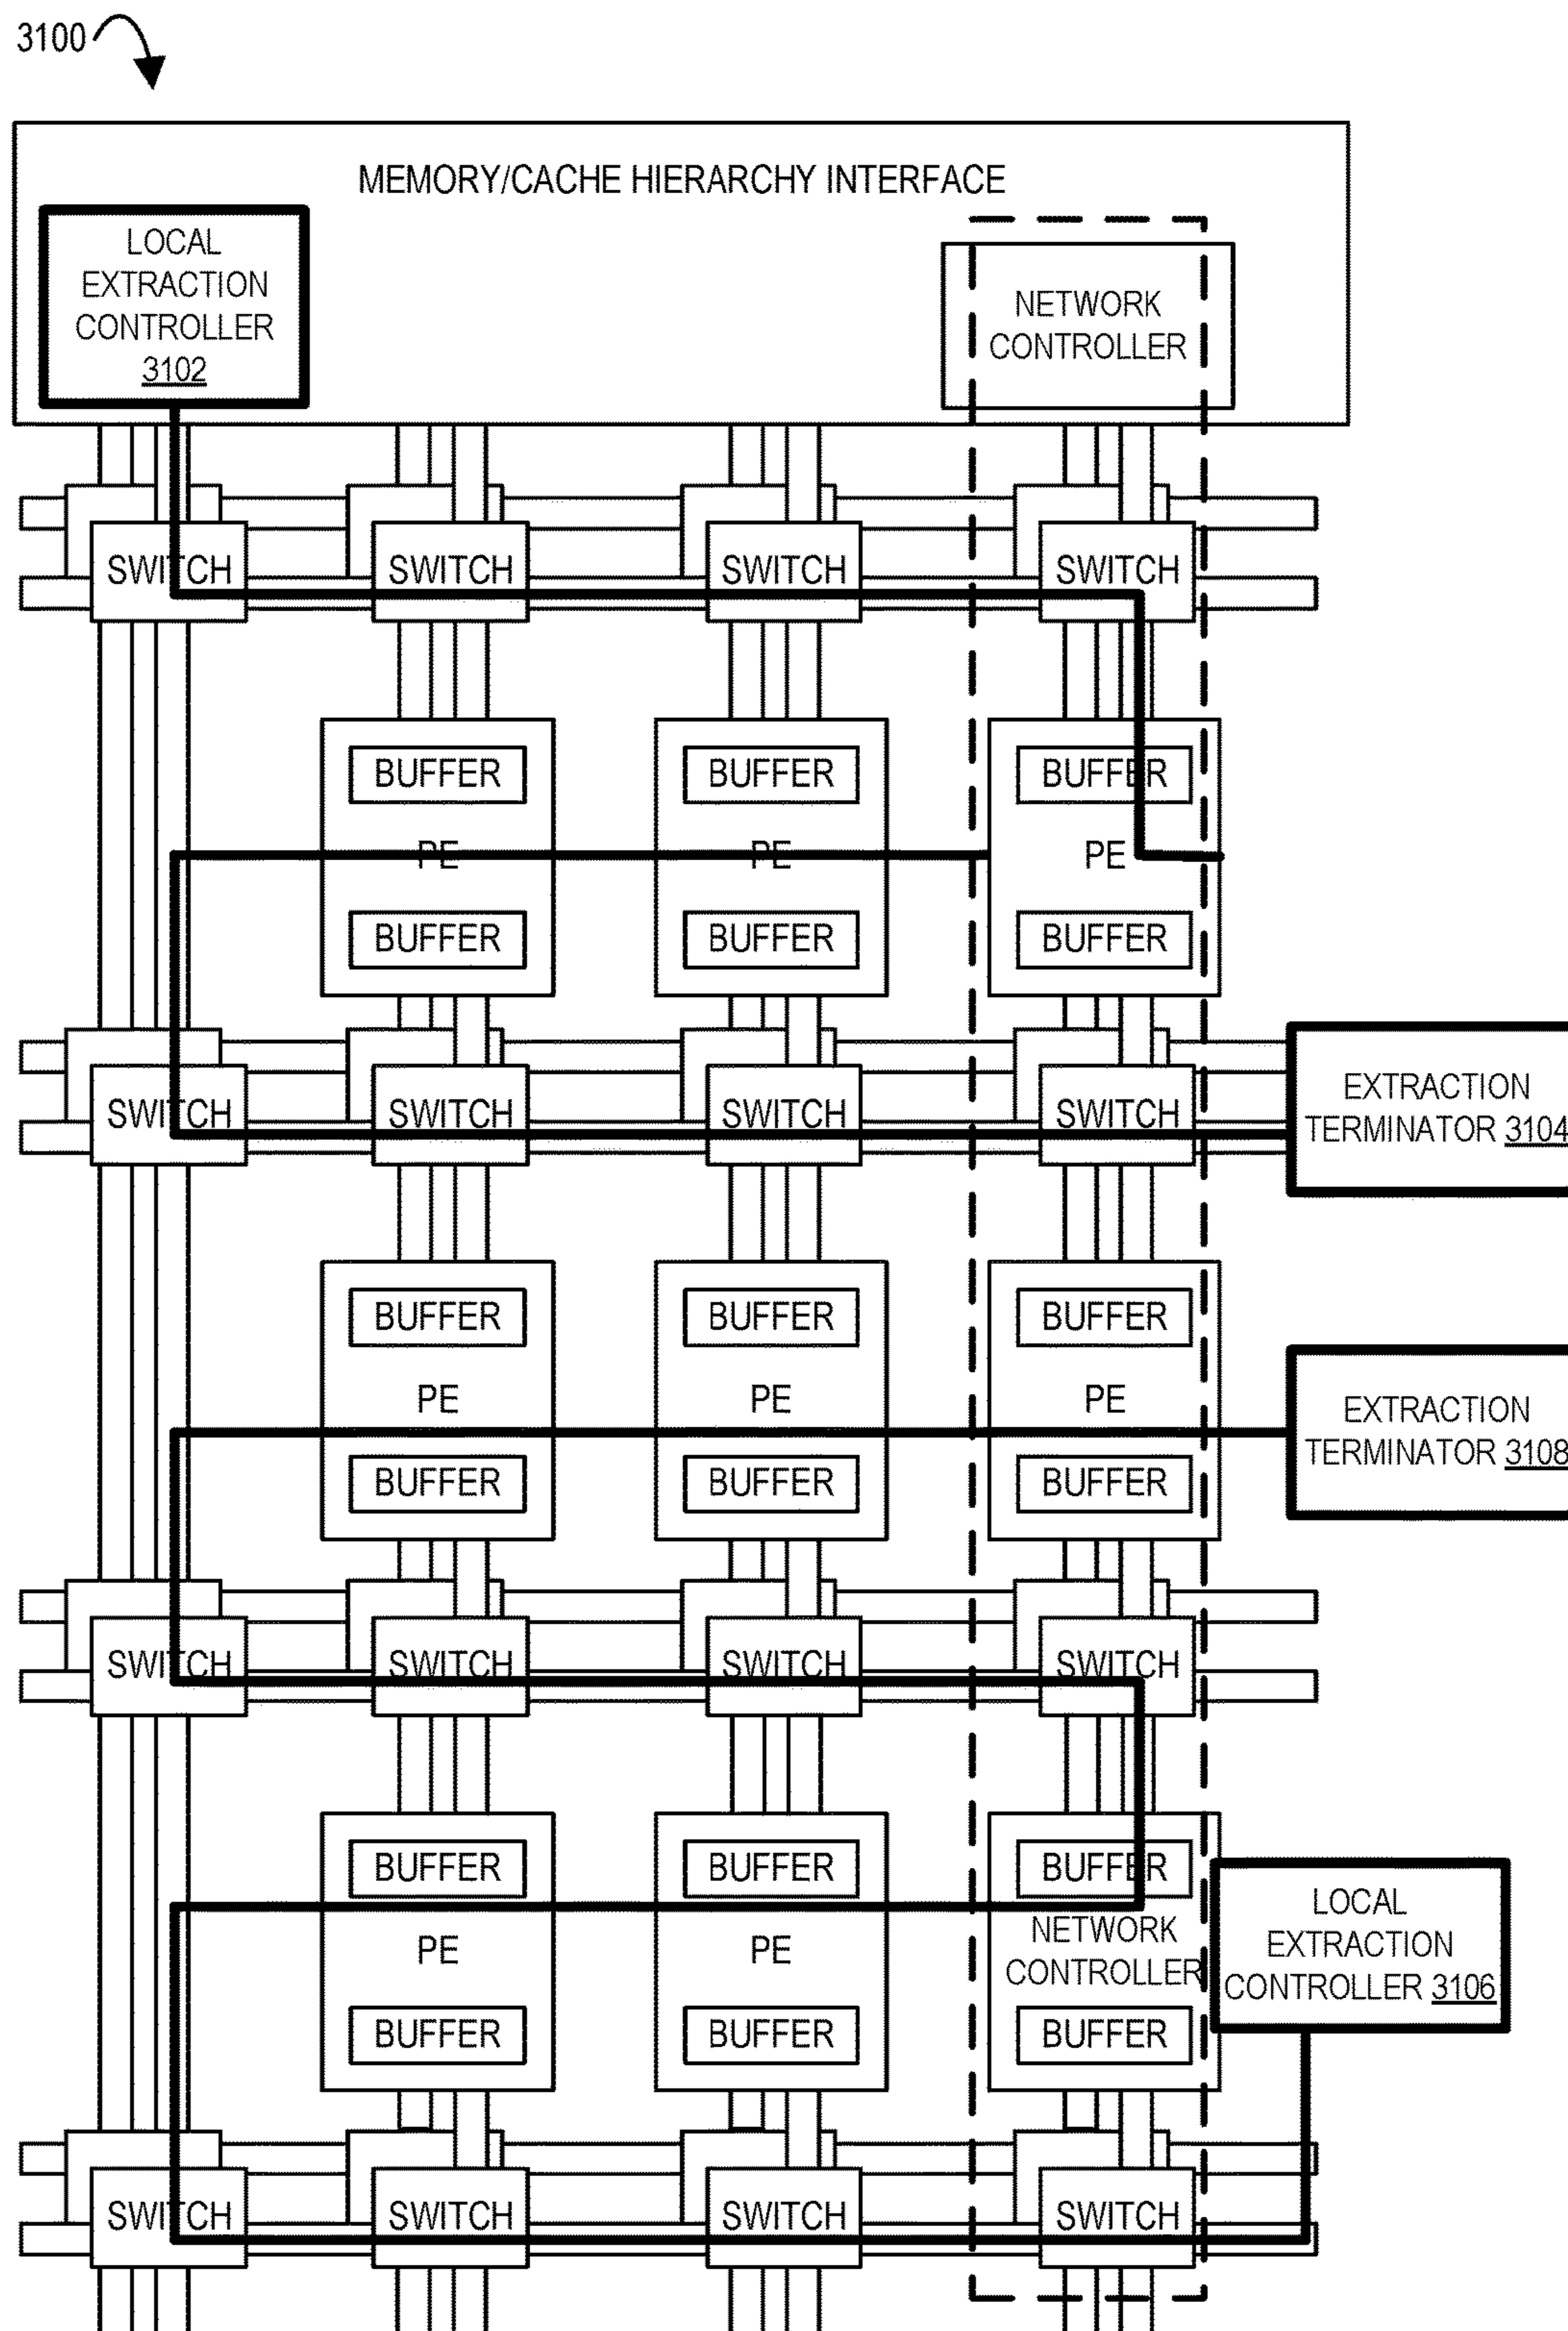 3100
MEMORY/CACHE HIERARCHY INTERFACE
LOCAL
EXTRACTION
CONTROLLER
3102
NETWORK
CONTROLLER
SWITCH SWITCH SWITCH SWITCH
BUFFER BUFFER BUFFER
PE PE PE
BUFFER BUFFER BUFFER
EXTRACTION
TERMINATOR 3104
SWITCH SWITCH SWITCH SWITCH
BUFFER BUFFER BUFFER
PE PE PE
EXTRACTION
TERMINATOR 3108
BUFFER BUFFER BUFFER
SWITCH SWITCH SWITCH SWITCH
BUFFER BUFFER BUFFER
PE PE
NETWORK
CONTROLLER
LOCAL
EXTRACTION
CONTROLLER 3106
BUFFER BUFFER BUFFER
SWITCH SWITCH SWITCH SWITCH